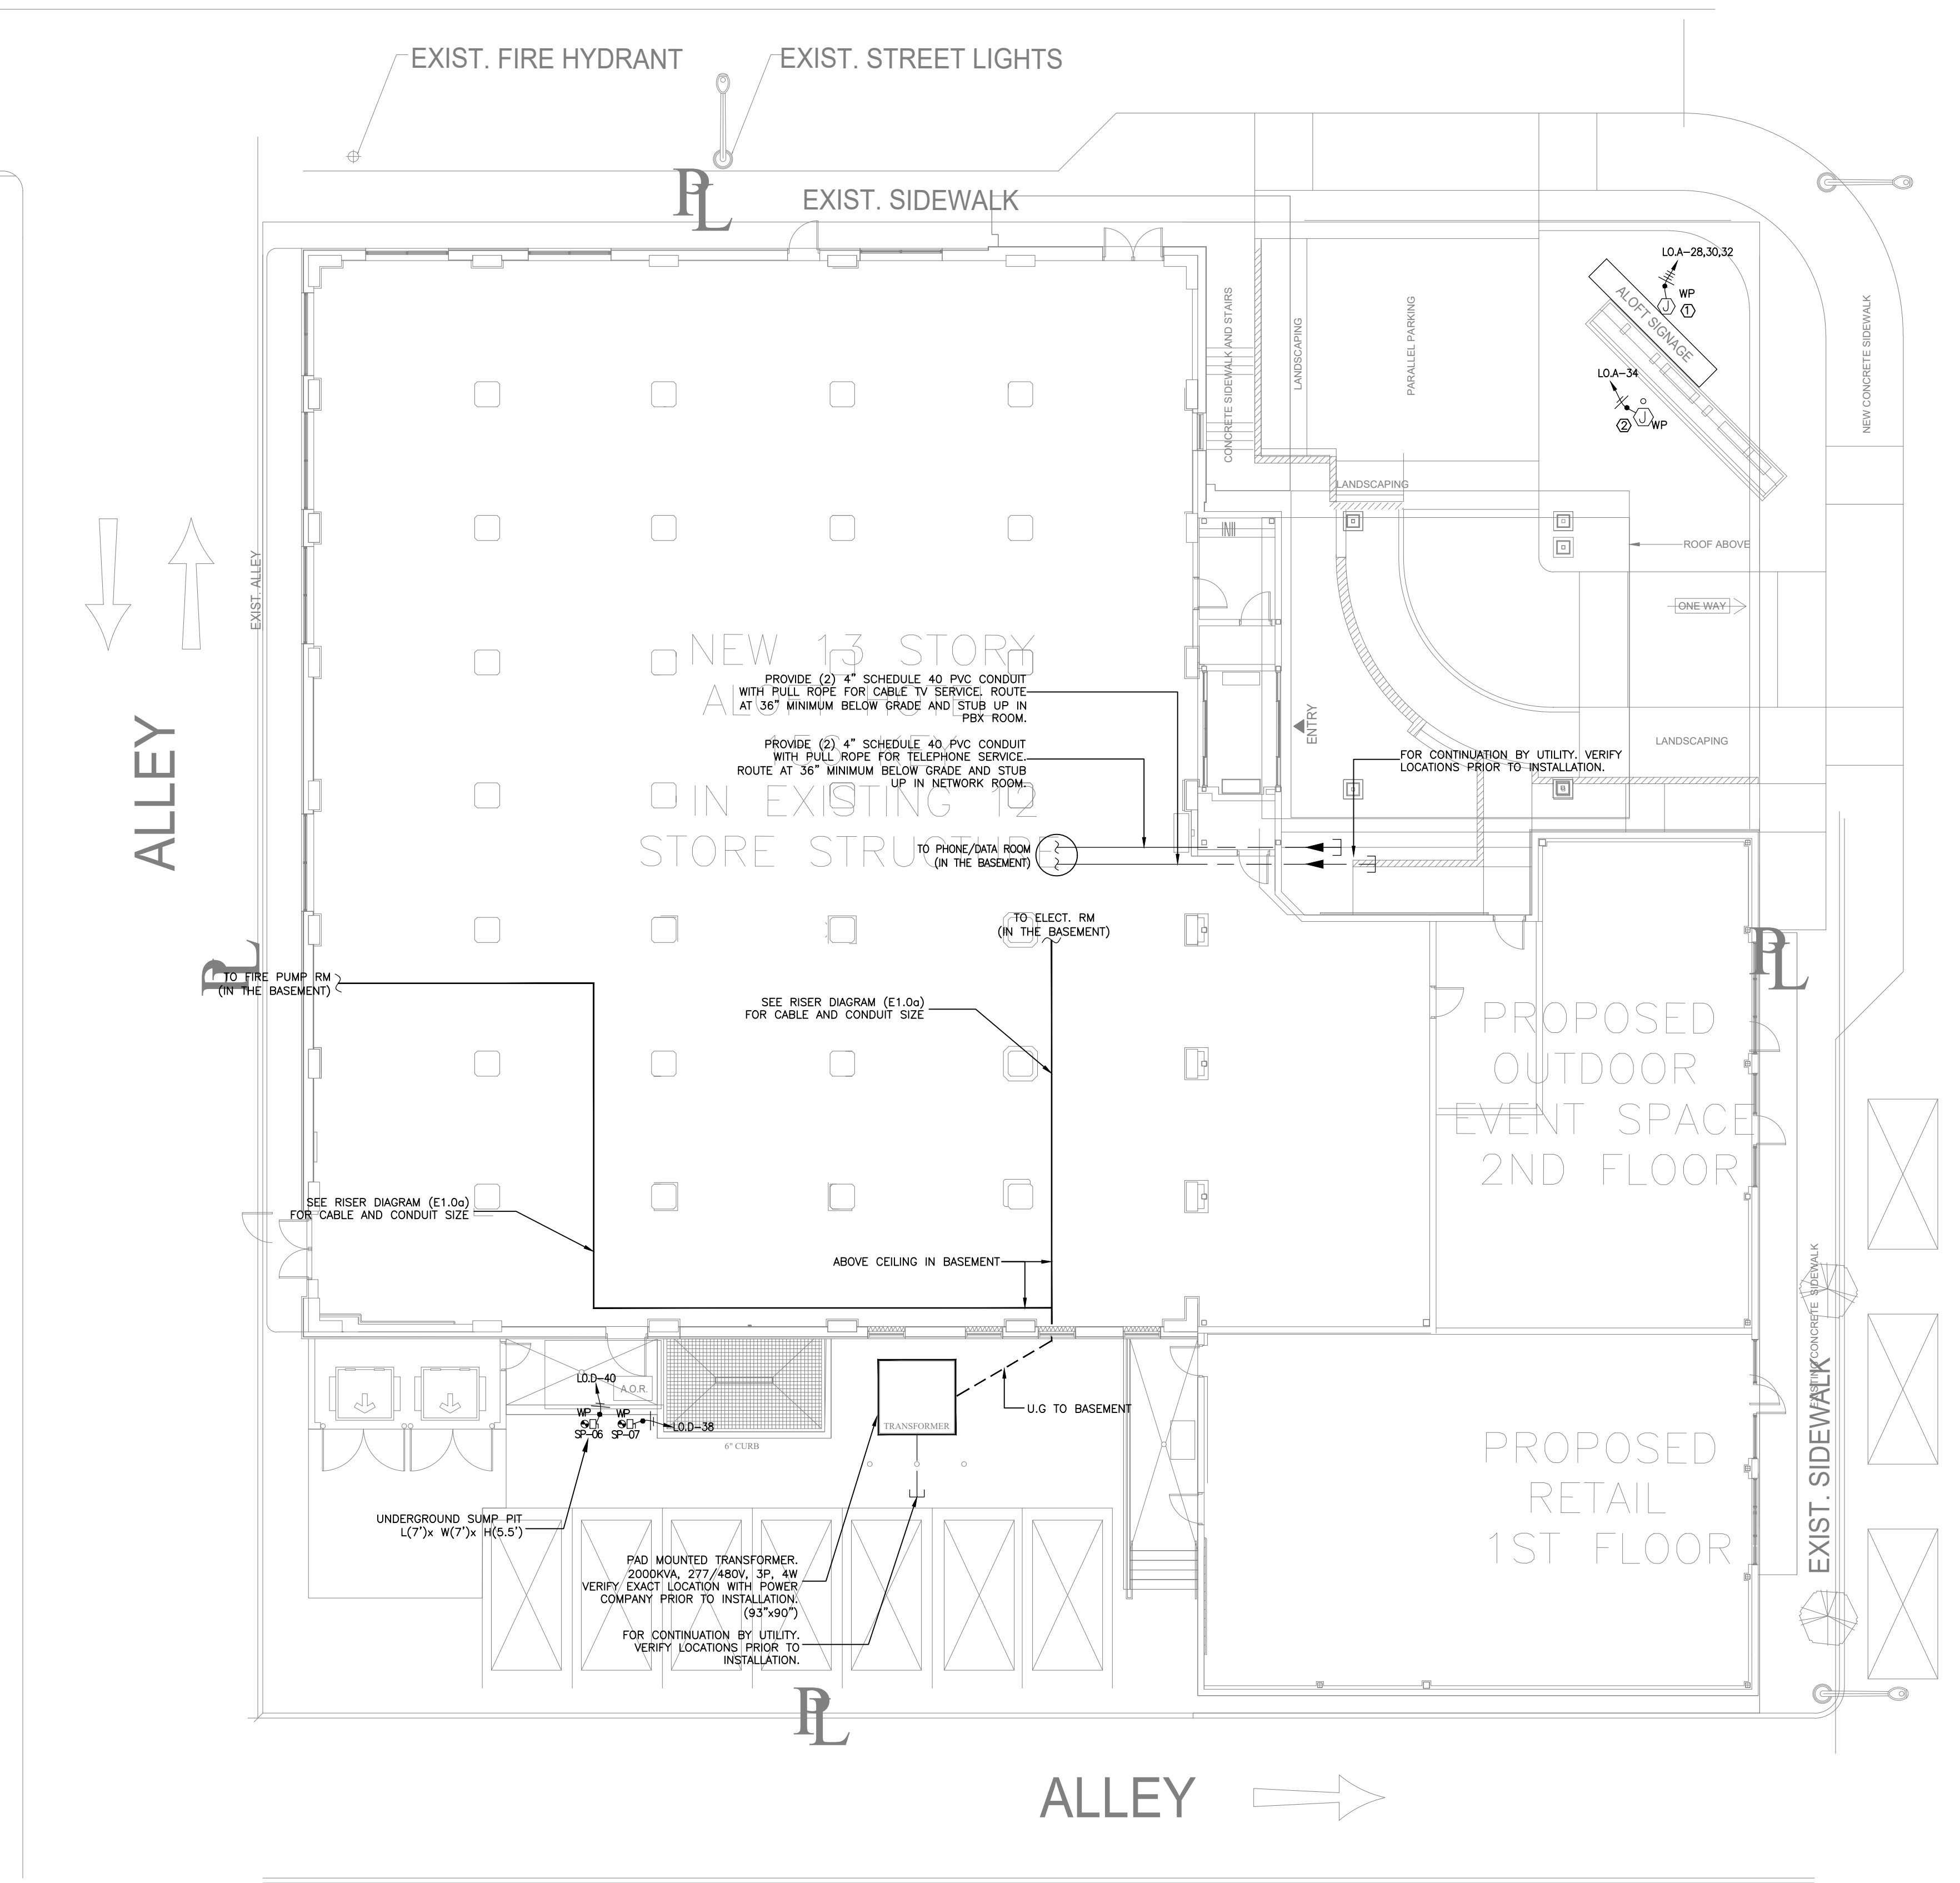 EXIST. FIRE HYDRANT
EXIST. STREET LIGHTS
PL
EXIST. SIDEWALK
LO.A-28,30,32
WP
J
1
ALOFT SIGNAGE
LO.A-34
J
2
WP
CONCRETE SIDEWALK AND STAIRS
LANDSCAPING
PARALLEL PARKING
NEW CONCRETE SIDEWALK
LANDSCAPING
ROOF ABOVE
ONE WAY
EXIST. ALLEY
ALLEY
NEW 13 STORY
ALOFT HOTEL
KEY
IN EXISTING 12
STORE STRUCTURE
PROVIDE (2) 4" SCHEDULE 40 PVC CONDUIT
WITH PULL ROPE FOR CABLE TV SERVICE. ROUTE
AT 36" MINIMUM BELOW GRADE AND STUB UP IN
PBX ROOM.
PROVIDE (2) 4" SCHEDULE 40 PVC CONDUIT
WITH PULL ROPE FOR TELEPHONE SERVICE.
ROUTE AT 36" MINIMUM BELOW GRADE AND STUB
UP IN NETWORK ROOM.
ENTRY
LANDSCAPING
FOR CONTINUATION BY UTILITY. VERIFY
LOCATIONS PRIOR TO INSTALLATION.
TO PHONE/DATA ROOM
(IN THE BASEMENT)
TO ELECT. RM
(IN THE BASEMENT)
PL
TO FIRE PUMP RM
(IN THE BASEMENT)
SEE RISER DIAGRAM (E1.0a)
FOR CABLE AND CONDUIT SIZE
PL
PROPOSED
OUTDOOR
EVENT SPACE
2ND FLOOR
SEE RISER DIAGRAM (E1.0a)
FOR CABLE AND CONDUIT SIZE
ABOVE CEILING IN BASEMENT
EXISTING CONCRETE SIDEWALK
EXIST. SIDEWALK
LO.D-40
A.O.R.
WP
WP
SP-06
SP-07
LO.D-38
6" CURB
TRANSFORMER
U.G TO BASEMENT
PROPOSED
RETAIL
1ST FLOOR
UNDERGROUND SUMP PIT
L(7')x W(7')x H(5.5')
PAD MOUNTED TRANSFORMER.
2000KVA, 277/480V, 3P, 4W
VERIFY EXACT LOCATION WITH POWER
COMPANY PRIOR TO INSTALLATION.
(93"x90")
FOR CONTINUATION BY UTILITY.
VERIFY LOCATIONS PRIOR TO
INSTALLATION.
PL
ALLEY